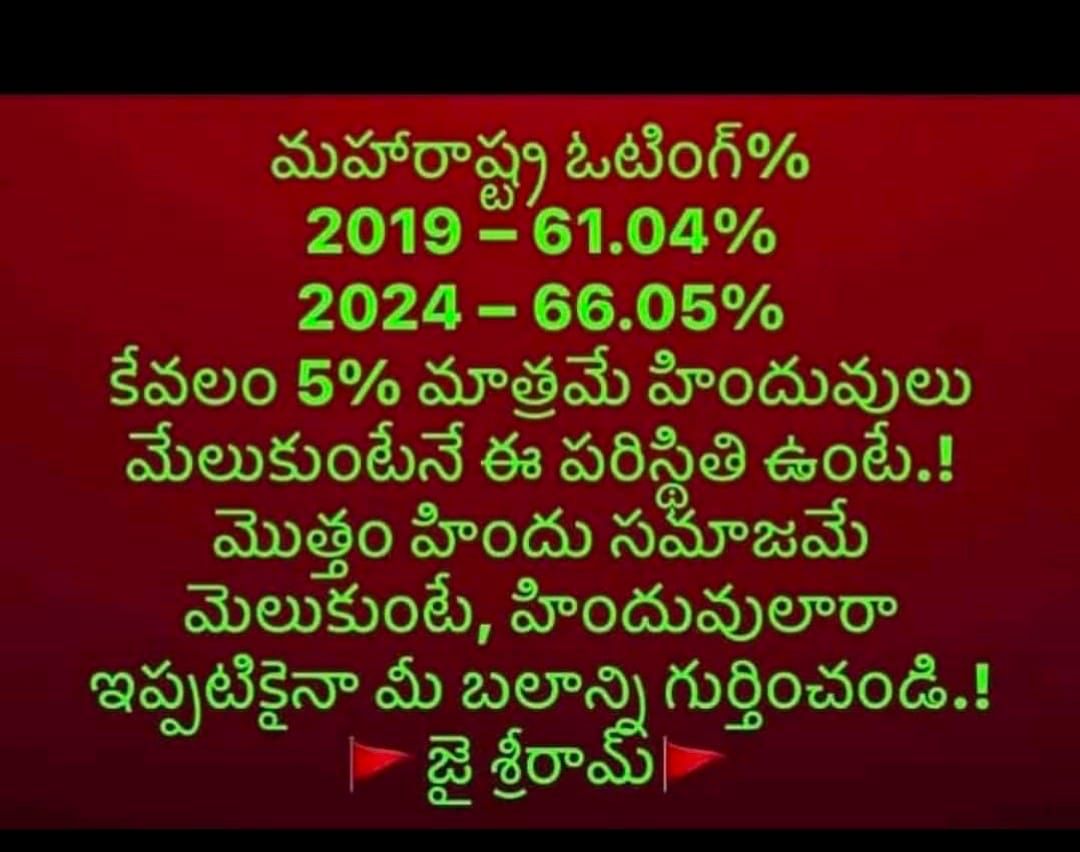 మహారాష్ట్ర ఓటింగ్%
2019 – 61.04%
2024 – 66.05%
కేవలం 5% మాత్రమే హిందువులు
మేలుకుంటేనే ఈ పరిస్థితి ఉంటే.!
మొత్తం హిందు సమాజమే
మెలుకుంటే, హిందువులారా
ఇప్పటికైనా మీ బలాన్ని గుర్తించండి.!
🚩 జై శ్రీరామ్🚩